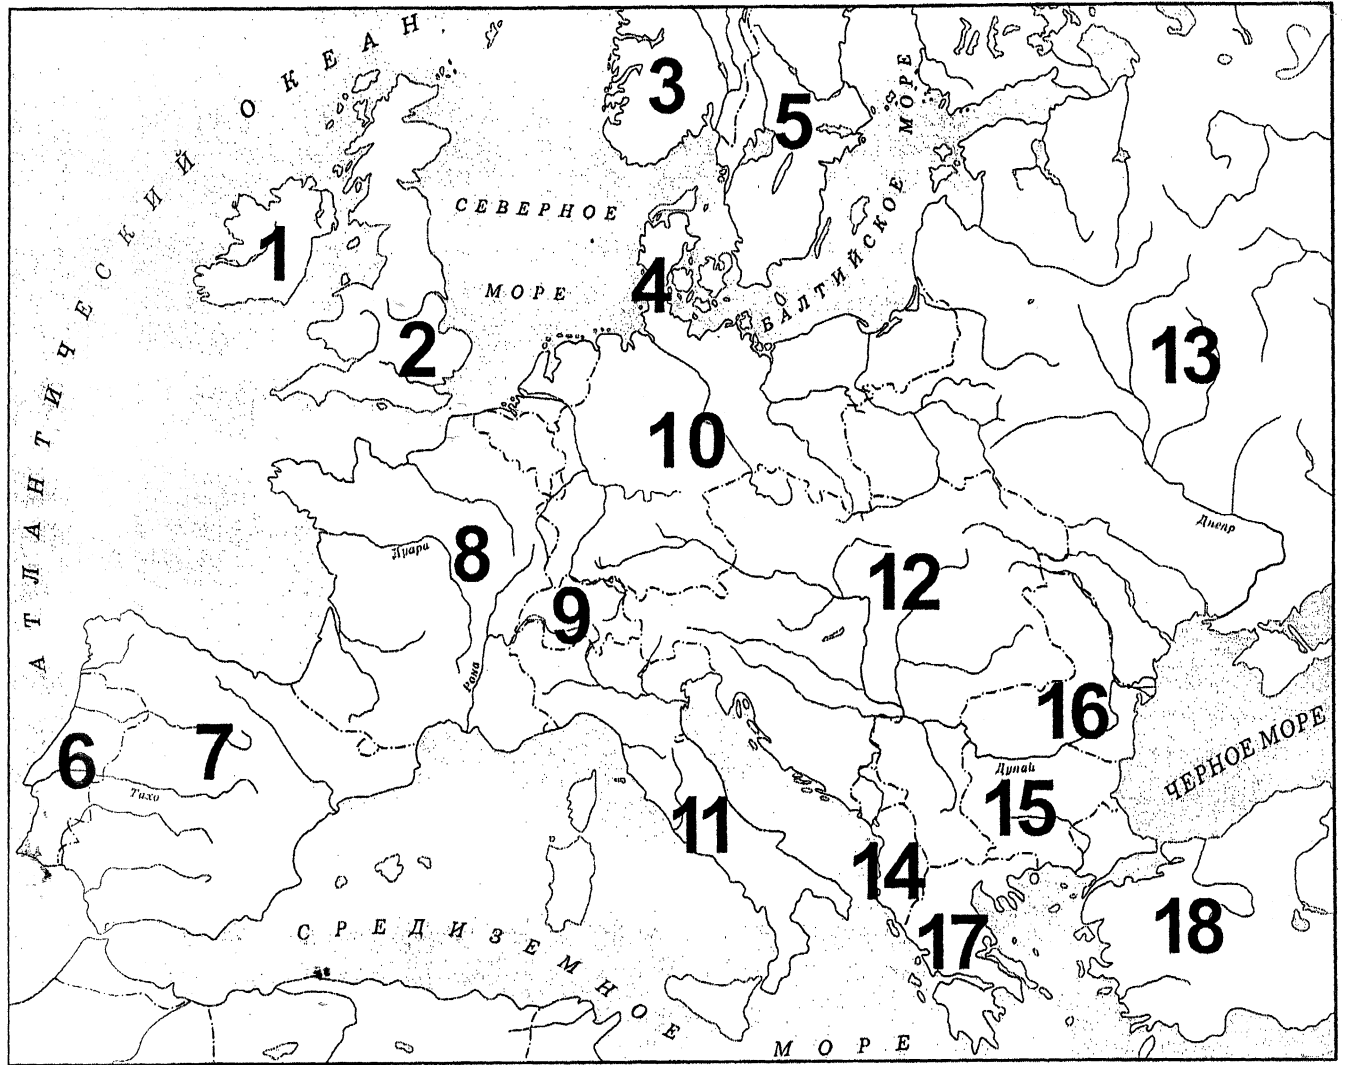 АТЛАНТИЧЕСКИЙ ОКЕАН
3
5
БАЛТИЙСКОЕ МОРЕ
1
СЕВЕРНОЕ
МОРЕ
4
2
13
10
Днепр
Луара
8
12
9
Рона
16
6
7
Тахо
ЧЕРНОЕ МОРЕ
Дунай
15
11
14
17
18
СРЕДИЗЕМНОЕ
МОРЕ